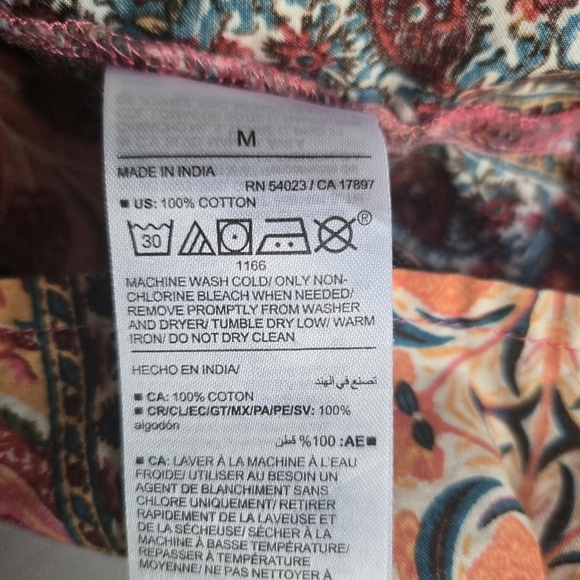 M
MADE IN INDIA
RN 54023 / CA 17897
■ US: 100% COTTON
30 ®
1166
MACHINE WASH COLD/ ONLY NON-
CHLORINE BLEACH WHEN NEEDED/
REMOVE PROMPTLY FROM WASHER
AND DRYER/ TUMBLE DRY LOW/ WARM
IRON/ DO NOT DRY CLEAN
HECHO EN INDIA/
تصنع في الهند
■ CA: 100% COTON
■ CR/CL/EC/GT/MX/PA/PE/SV: 100%
algodón
■AE: 100% قطن
■ CA: LAVER À LA MACHINE À L'EAU
FROIDE/ UTILISER AU BESOIN UN
AGENT DE BLANCHIMENT SANS
CHLORE UNIQUEMENT/ RETIRER
RAPIDEMENT DE LA LAVEUSE ET
DE LA SÉCHEUSE/ SÉCHER À LA
MACHINE À BASSE TEMPÉRATURE/
REPASSER À TEMPÉRATURE
MOYENNE/ NE PAS NETTOYER À